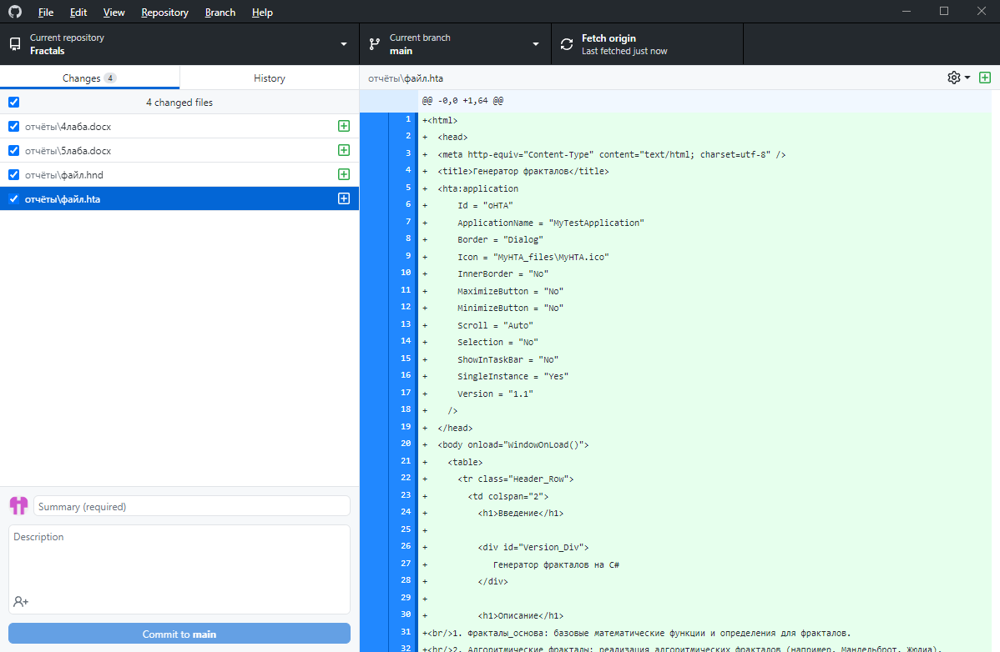 File Edit View Repository Branch Help
Current repository
Fractals
Current branch
main
Fetch origin
Last fetched just now
Changes 4
History
отчёты\файл.hta
4 changed files
отчёты\4лаба.docx
отчёты\5лаба.docx
отчёты\файл.hnd
отчёты\файл.hta
Summary (required)
Description
Commit to main
@@ -0,0 +1,64 @@
1 +<html>
2 +  <head>
3 +  <meta http-equiv="Content-Type" content="text/html; charset=utf-8" />
4 +  <title>Генератор фракталов</title>
5 +  <hta:application
6 +      Id = "oHTA"
7 +      ApplicationName = "MyTestApplication"
8 +      Border = "Dialog"
9 +      Icon = "MyHTA_files\MyHTA.ico"
10 +      InnerBorder = "No"
11 +      MaximizeButton = "No"
12 +      MinimizeButton = "No"
13 +      Scroll = "Auto"
14 +      Selection = "No"
15 +      ShowInTaskBar = "No"
16 +      SingleInstance = "Yes"
17 +      Version = "1.1"
18 +    />
19 +  </head>
20 +  <body onload="WindowOnLoad()">
21 +    <table>
22 +      <tr class="Header_Row">
23 +        <td colspan="2">
24 +          <h1>Введение</h1>
25 +
26 +          <div id="Version_Div">
27 +             Генератор фракталов на C#
28 +          </div>
29 +
30 +          <h1>Описание</h1>
31 +<br/>1. Фракталы_основа: базовые математические функции и определения для фракталов.
32 +<br/>2. Алгоритмические фракталы: реализация алгоритмических фракталов (например, Мандельброт, Жюлиа).